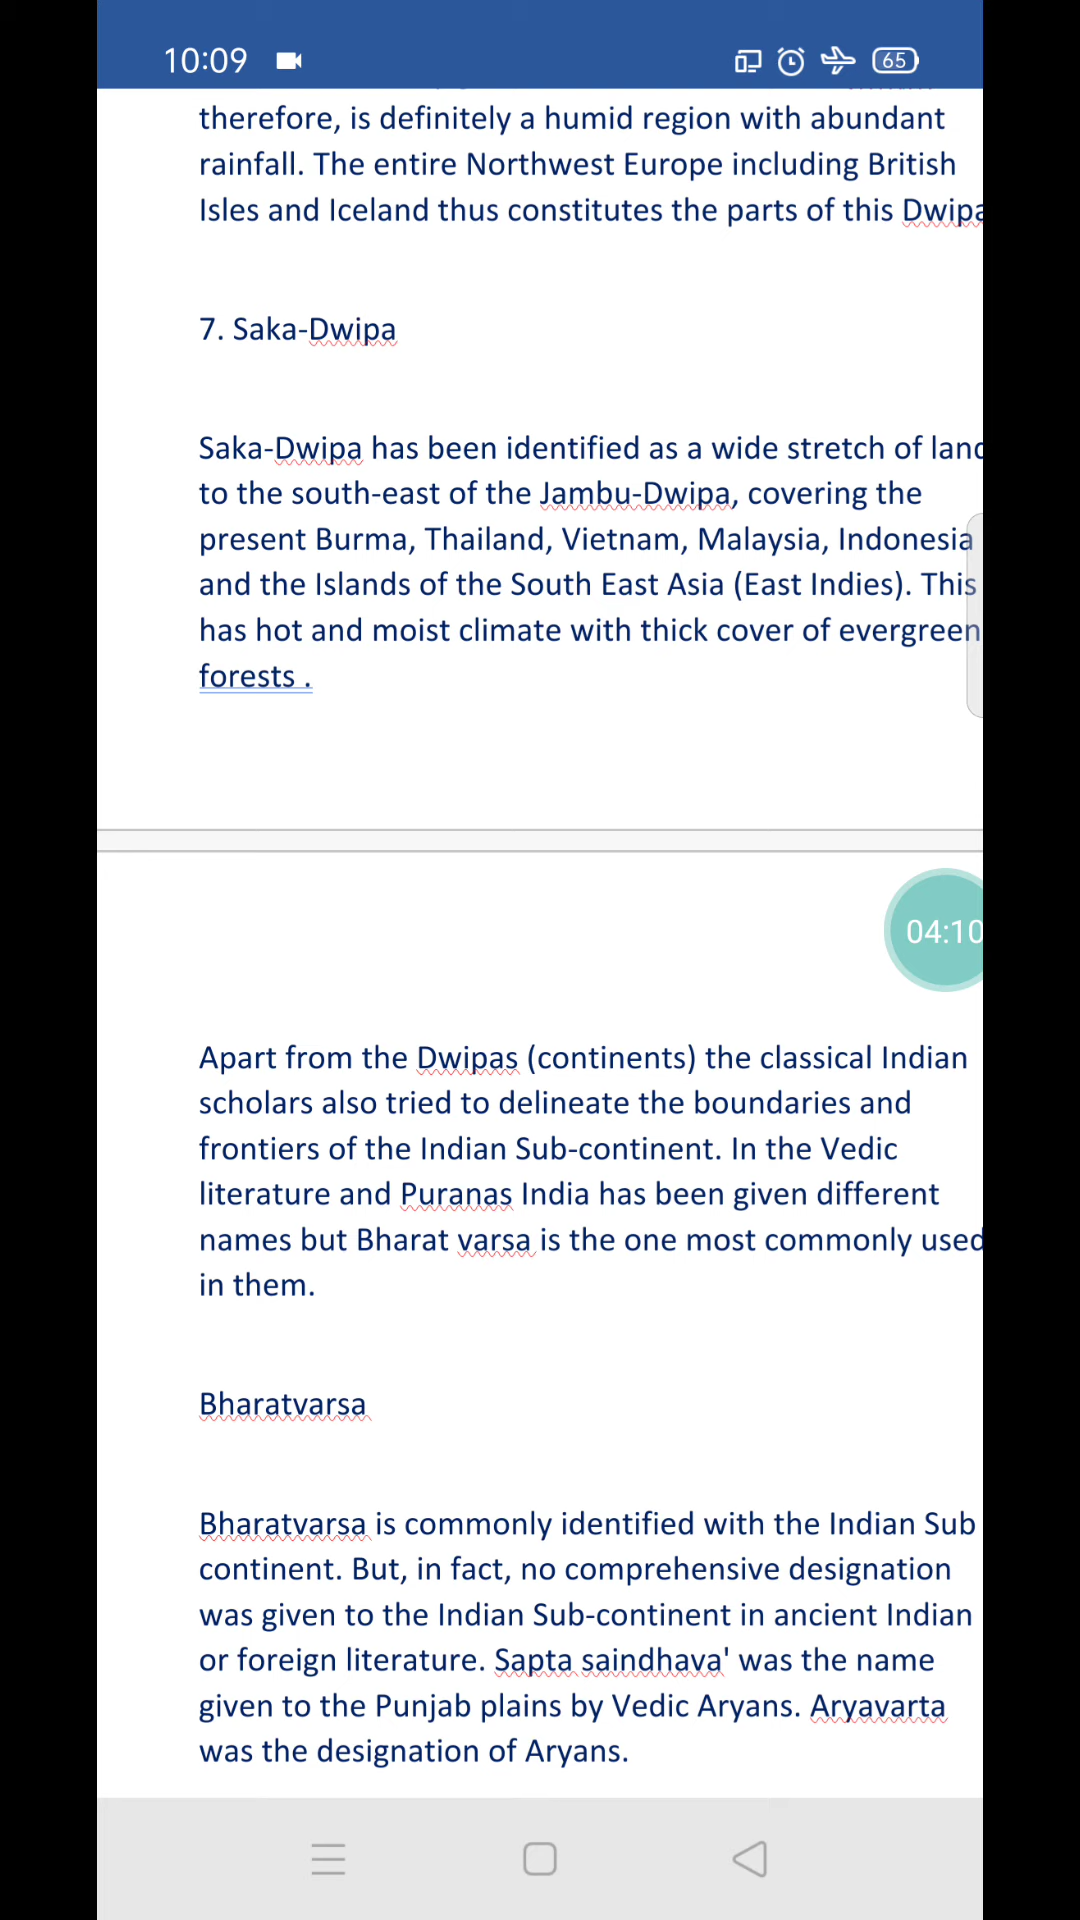 10:09
65
therefore, is definitely a humid region with abundant
rainfall. The entire Northwest Europe including British
Isles and Iceland thus constitutes the parts of this Dwipa
7. Saka-Dwipa
Saka-Dwipa has been identified as a wide stretch of land
to the south-east of the Jambu-Dwipa, covering the
present Burma, Thailand, Vietnam, Malaysia, Indonesia
and the Islands of the South East Asia (East Indies). This
has hot and moist climate with thick cover of evergreen
forests .
04:10
Apart from the Dwipas (continents) the classical Indian
scholars also tried to delineate the boundaries and
frontiers of the Indian Sub-continent. In the Vedic
literature and Puranas India has been given different
names but Bharat varsa is the one most commonly used
in them.
Bharatvarsa
Bharatvarsa is commonly identified with the Indian Sub
continent. But, in fact, no comprehensive designation
was given to the Indian Sub-continent in ancient Indian
or foreign literature. Sapta saindhava' was the name
given to the Punjab plains by Vedic Aryans. Aryavarta
was the designation of Aryans.